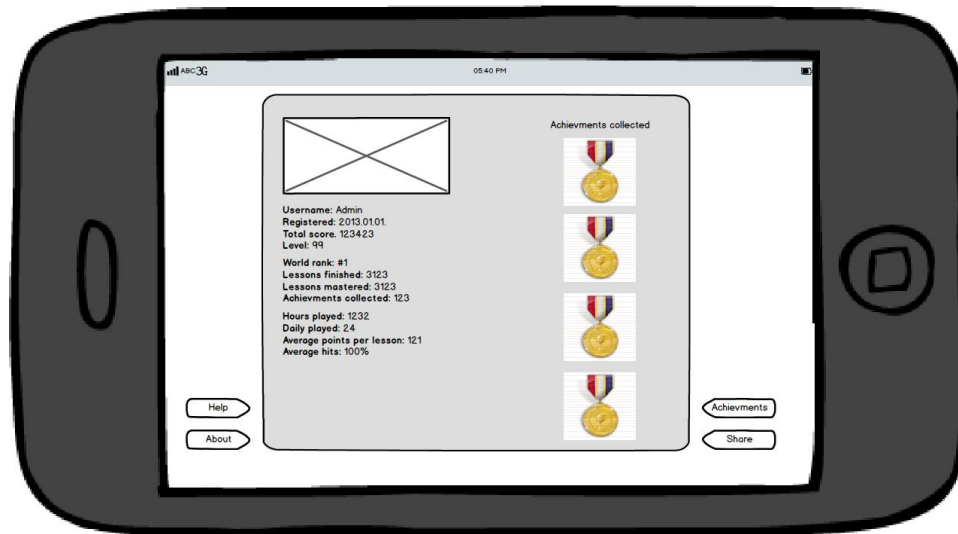 ABC 3G
05:40 PM
Username: Admin
Registered: 2013.01.01.
Total score. 123423
Level: 99
World rank: #1
Lessons finished: 3123
Lessons mastered: 3123
Achievments collected: 123
Hours played: 1232
Daily played: 24
Average points per lesson: 121
Average hits: 100%
Achievments collected
Help
About
Achievments
Share